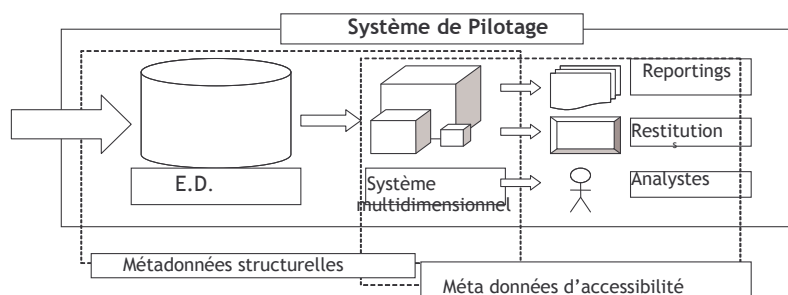 Système de Pilotage
Reportings
Restitution
s
E.D.
Système
multidimensionnel
Analystes
Métadonnées structurelles
Méta données d'accessibilité